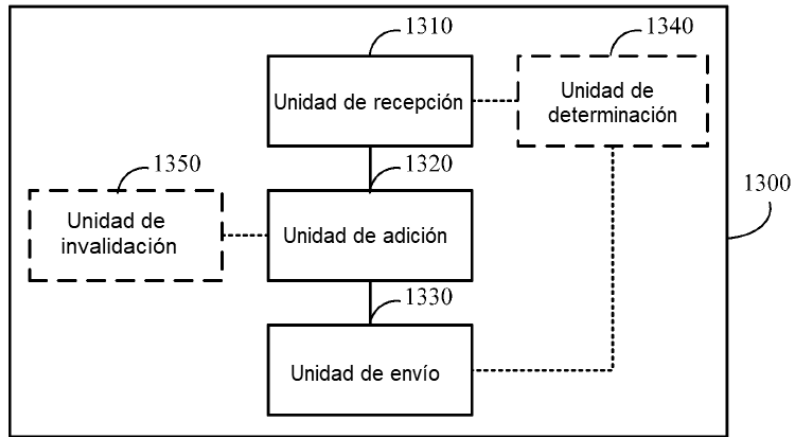 1310
1340
Unidad de recepción
Unidad de
determinación
1350
1320
1300
Unidad de
invalidación
Unidad de adición
1330
Unidad de envío